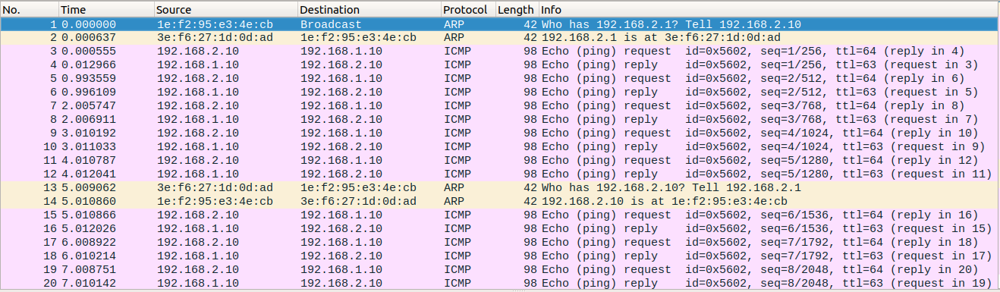 No. Time Source Destination Protocol Length Info
1 0.000000 1e:f2:95:e3:4e:cb Broadcast ARP 42 Who has 192.168.2.1? Tell 192.168.2.10
2 0.000637 3e:f6:27:1d:0d:ad 1e:f2:95:e3:4e:cb ARP 42 192.168.2.1 is at 3e:f6:27:1d:0d:ad
3 0.000555 192.168.2.10 192.168.1.10 ICMP 98 Echo (ping) request id=0x5602, seq=1/256, ttl=64 (reply in 4)
4 0.012966 192.168.1.10 192.168.2.10 ICMP 98 Echo (ping) reply id=0x5602, seq=1/256, ttl=63 (request in 3)
5 0.993559 192.168.2.10 192.168.1.10 ICMP 98 Echo (ping) request id=0x5602, seq=2/512, ttl=64 (reply in 6)
6 0.996109 192.168.1.10 192.168.2.10 ICMP 98 Echo (ping) reply id=0x5602, seq=2/512, ttl=63 (request in 5)
7 2.005747 192.168.2.10 192.168.1.10 ICMP 98 Echo (ping) request id=0x5602, seq=3/768, ttl=64 (reply in 8)
8 2.006911 192.168.1.10 192.168.2.10 ICMP 98 Echo (ping) reply id=0x5602, seq=3/768, ttl=63 (request in 7)
9 3.010192 192.168.2.10 192.168.1.10 ICMP 98 Echo (ping) request id=0x5602, seq=4/1024, ttl=64 (reply in 10)
10 3.011033 192.168.1.10 192.168.2.10 ICMP 98 Echo (ping) reply id=0x5602, seq=4/1024, ttl=63 (request in 9)
11 4.010787 192.168.2.10 192.168.1.10 ICMP 98 Echo (ping) request id=0x5602, seq=5/1280, ttl=64 (reply in 12)
12 4.012041 192.168.1.10 192.168.2.10 ICMP 98 Echo (ping) reply id=0x5602, seq=5/1280, ttl=63 (request in 11)
13 5.009062 3e:f6:27:1d:0d:ad 1e:f2:95:e3:4e:cb ARP 42 Who has 192.168.2.10? Tell 192.168.2.1
14 5.010860 1e:f2:95:e3:4e:cb 3e:f6:27:1d:0d:ad ARP 42 192.168.2.10 is at 1e:f2:95:e3:4e:cb
15 5.010866 192.168.2.10 192.168.1.10 ICMP 98 Echo (ping) request id=0x5602, seq=6/1536, ttl=64 (reply in 16)
16 5.012026 192.168.1.10 192.168.2.10 ICMP 98 Echo (ping) reply id=0x5602, seq=6/1536, ttl=63 (request in 15)
17 6.008922 192.168.2.10 192.168.1.10 ICMP 98 Echo (ping) request id=0x5602, seq=7/1792, ttl=64 (reply in 18)
18 6.010214 192.168.1.10 192.168.2.10 ICMP 98 Echo (ping) reply id=0x5602, seq=7/1792, ttl=63 (request in 17)
19 7.008751 192.168.2.10 192.168.1.10 ICMP 98 Echo (ping) request id=0x5602, seq=8/2048, ttl=64 (reply in 20)
20 7.010142 192.168.1.10 192.168.2.10 ICMP 98 Echo (ping) reply id=0x5602, seq=8/2048, ttl=63 (request in 19)